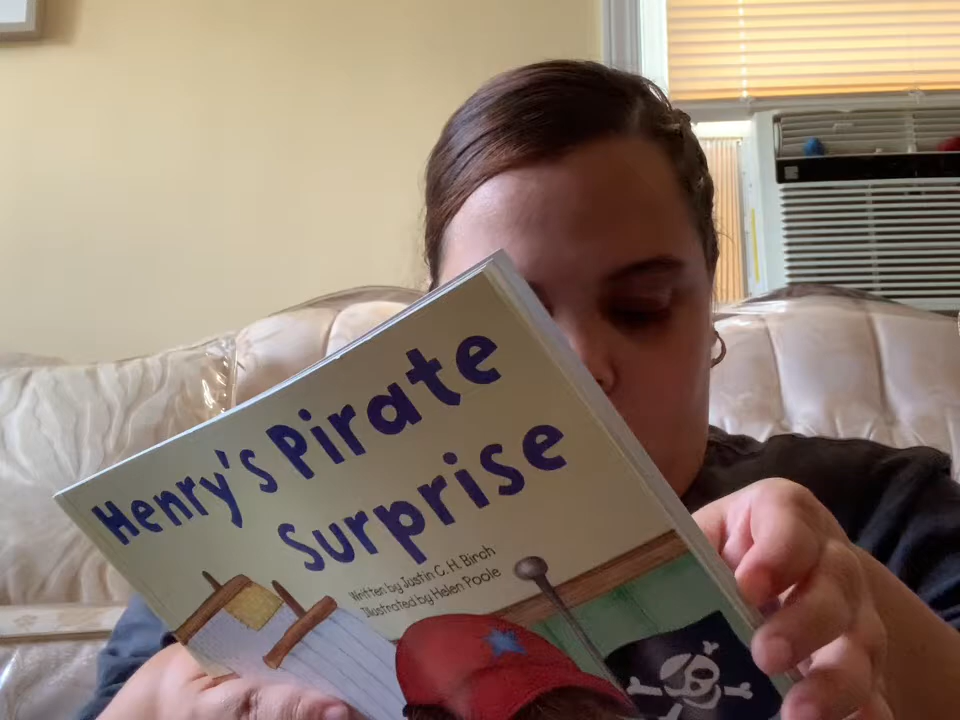 Henry's Pirate
Surprise
Written by Justin C. H. Birch
Illustrated by Helen Poole